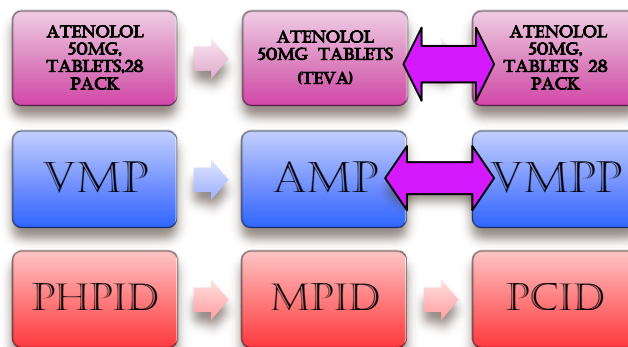 ATENOLOL
50MG,
TABLETS,28
PACK
ATENOLOL
50MG TABLETS
(TEVA)
ATENOLOL
50MG,
TABLETS 28
PACK
VMP
AMP
VMPP
PHPID
MPID
PCID